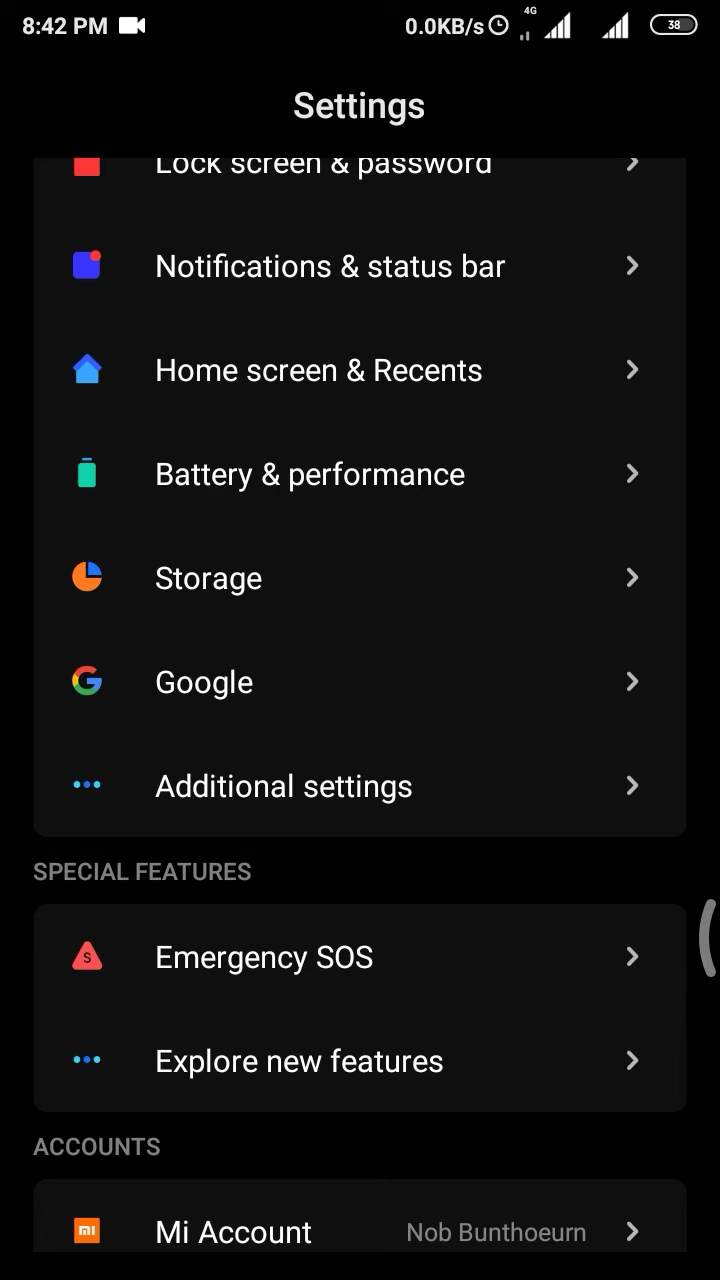 8:42 PM 0.0KB/s 4G 38
Settings
Lock screen & password
Notifications & status bar
Home screen & Recents
Battery & performance
Storage
Google
Additional settings
SPECIAL FEATURES
S Emergency SOS
Explore new features
ACCOUNTS
mi Mi Account Nob Bunthoeurn